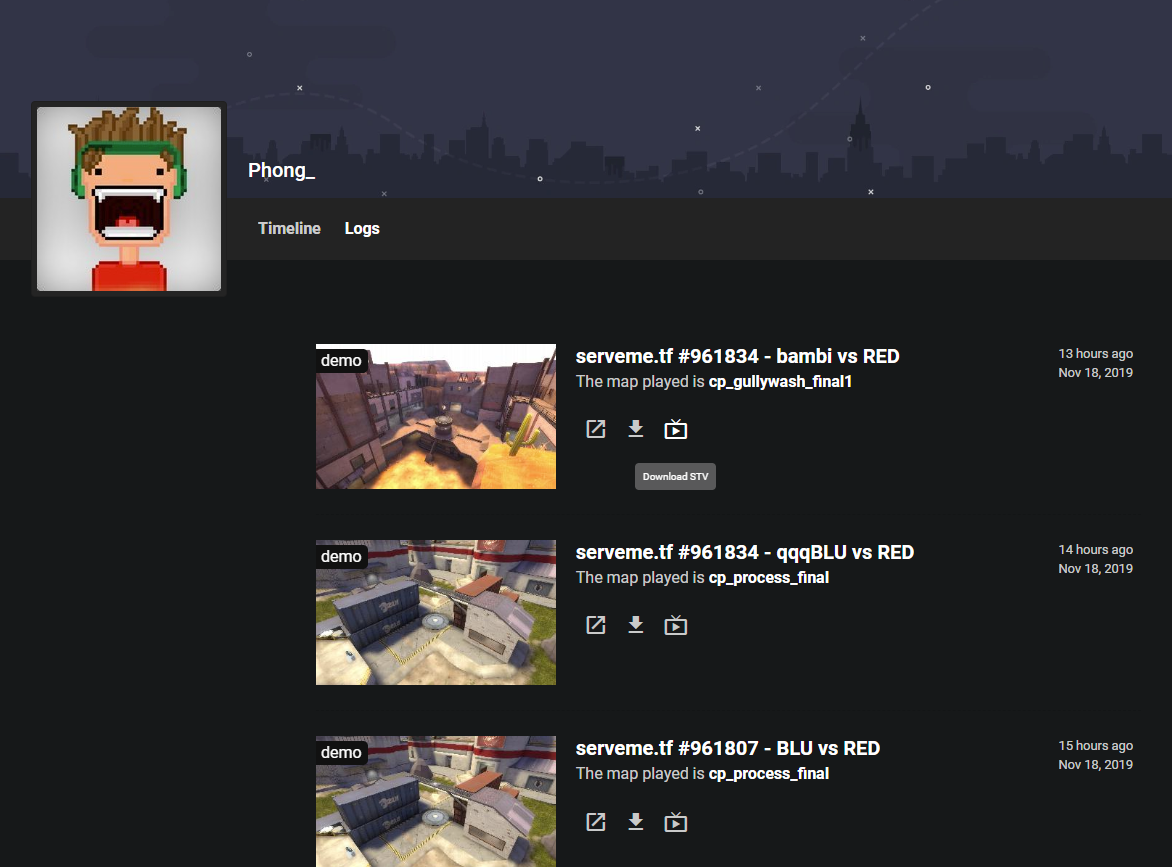 Phong_
Timeline
Logs
demo
serveme.tf #961834 - bambi vs RED
The map played is cp_gullywash_final1
13 hours ago
Nov 18, 2019
Download STV
demo
serveme.tf #961834 - qqqBLU vs RED
The map played is cp_process_final
14 hours ago
Nov 18, 2019
demo
serveme.tf #961807 - BLU vs RED
The map played is cp_process_final
15 hours ago
Nov 18, 2019